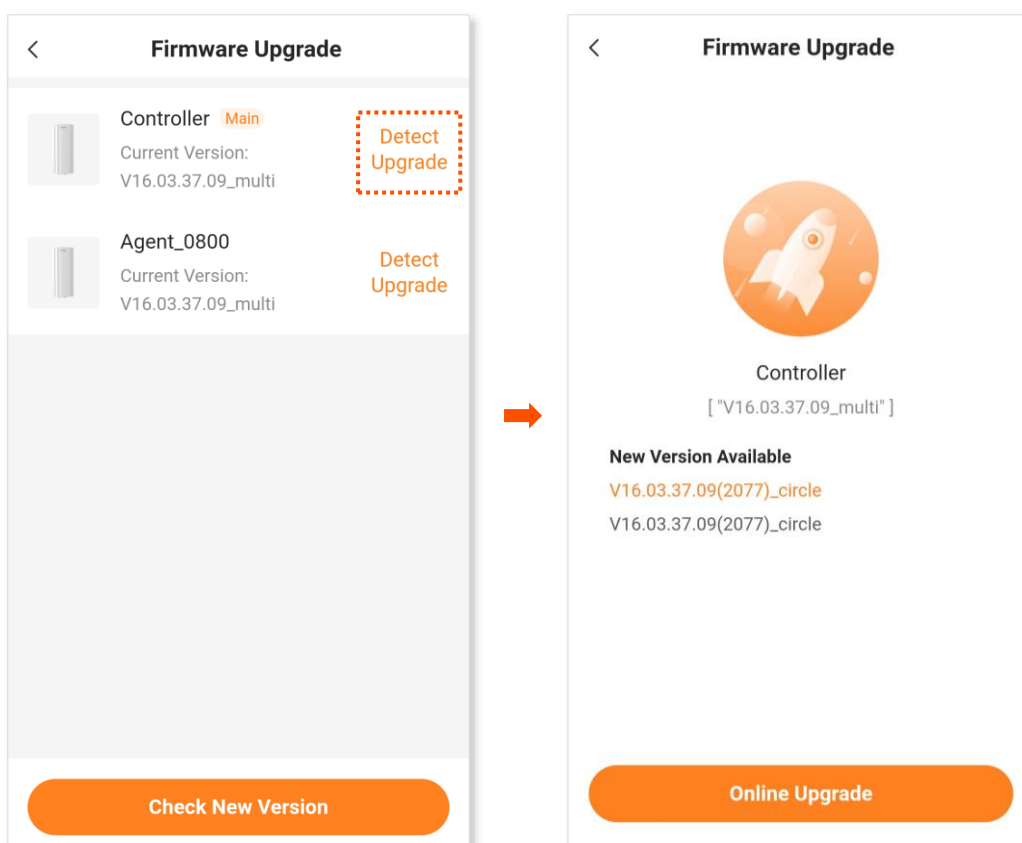 Firmware Upgrade
Controller Main
Current Version:
V16.03.37.09_multi
Detect
Upgrade
Agent_0800
Current Version:
V16.03.37.09_multi
Detect
Upgrade
Check New Version
Firmware Upgrade
Controller
[ "V16.03.37.09_multi" ]
New Version Available
V16.03.37.09(2077)_circle
V16.03.37.09(2077)_circle
Online Upgrade